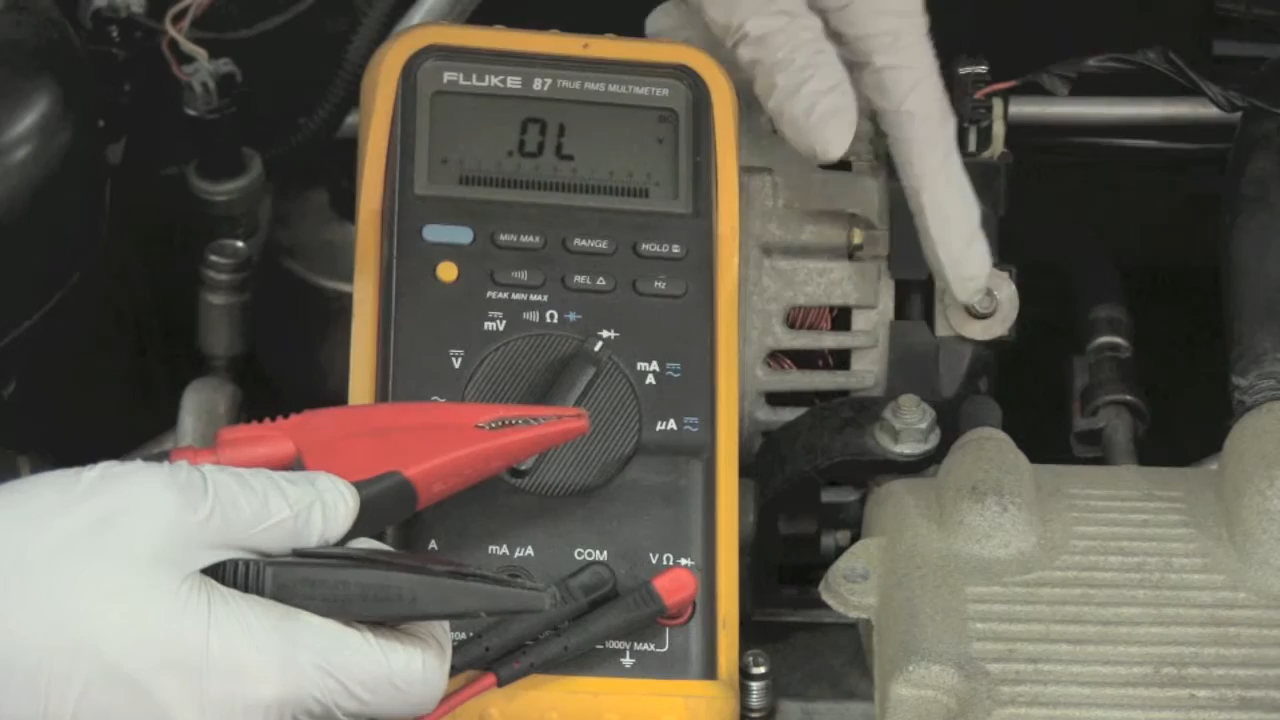 FLUKE 87 TRUE RMS MULTIMETER
.0L
MIN MAX
RANGE
HOLD
REL Δ
Hz
PEAK MIN MAX
mV
Ω
V
mA
A
µA
A
mA µA
COM
V Ω
10A
1000V MAX